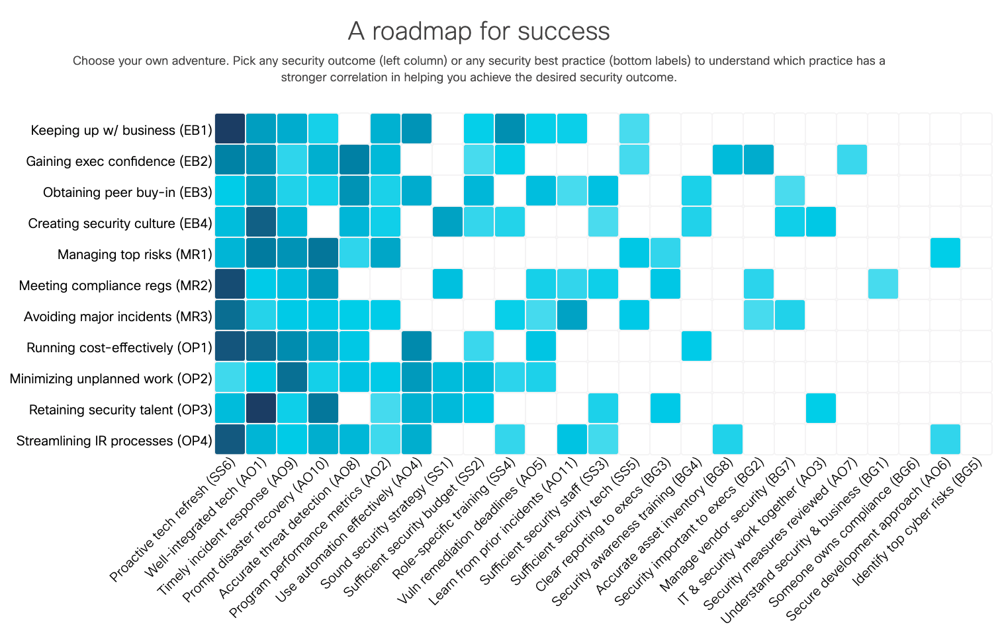 A roadmap for success
Choose your own adventure. Pick any security outcome (left column) or any security best practice (bottom labels) to understand which practice has a
stronger correlation in helping you achieve the desired security outcome.
Keeping up w/ business (EB1)
Gaining exec confidence (EB2)
Obtaining peer buy-in (EB3)
Creating security culture (EB4)
Managing top risks (MR1)
Meeting compliance regs (MR2)
Avoiding major incidents (MR3)
Running cost-effectively (OP1)
Minimizing unplanned work (OP2)
Retaining security talent (OP3)
Streamlining IR processes (OP4)
Proactive tech refresh (SS6)
Well-integrated tech (AO1)
Timely incident response (AO9)
Prompt disaster recovery (AO10)
Accurate threat detection (AO8)
Program performance metrics (AO2)
Use automation effectively (AO4)
Sound security strategy (SS1)
Sufficient security budget (SS2)
Role-specific training (SS4)
Vuln remediation deadlines (AO5)
Learn from prior incidents (AO11)
Sufficient security staff (SS3)
Sufficient security tech (SS5)
Clear reporting to execs (BG3)
Security awareness training (BG4)
Accurate asset inventory (BG8)
Security important to execs (BG2)
Manage vendor security (BG7)
IT & security work together (AO3)
Security measures reviewed (AO7)
Understand security & business (BG1)
Someone owns compliance (BG6)
Secure development approach (AO6)
Identify top cyber risks (BG5)